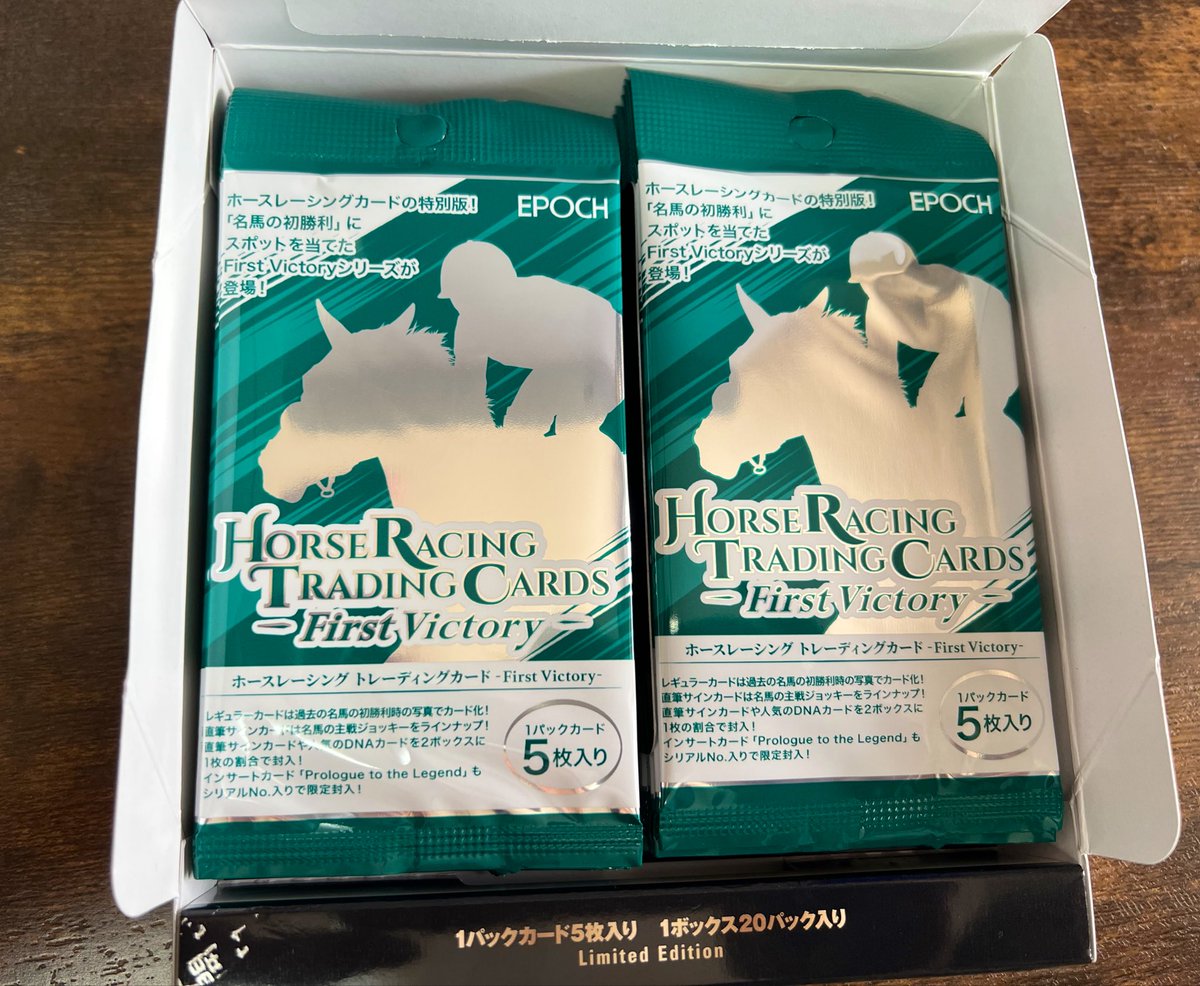 ホースレーシングカードの特別版!
「名馬の初勝利」に
スポットを当てた
First Victoryシリーズが
登場!
EPOCH
HORSE RACING
TRADING CARDS
- First Victory -
ホースレーシング トレーディングカード -First Victory-
レギュラーカードは過去の名馬の初勝利時の写真でカード化!
直筆サインカードは名馬の主戦ジョッキーをラインナップ!
直筆サインカードや人気のDNAカードを2ボックスに
1枚の割合で封入!
インサートカード「Prologue to the Legend」も
シリアルNo.入りで限定封入!
1パックカード
5枚入り
ホースレーシングカードの特別版!
「名馬の初勝利」に
スポットを当てた
First Victoryシリーズが
登場!
EPOCH
HORSE RACING
TRADING CARDS
- First Victory -
ホースレーシング トレーディングカード -First Victory-
レギュラーカードは過去の名馬の初勝利時の写真でカード化!
直筆サインカードは名馬の主戦ジョッキーをラインナップ!
直筆サインカードや人気のDNAカードを2ボックスに
1枚の割合で封入!
インサートカード「Prologue to the Legend」も
シリアルNo.入りで限定封入!
1パックカード
5枚入り
1パックカード5枚入り 1ボックス20パック入り
Limited Edition